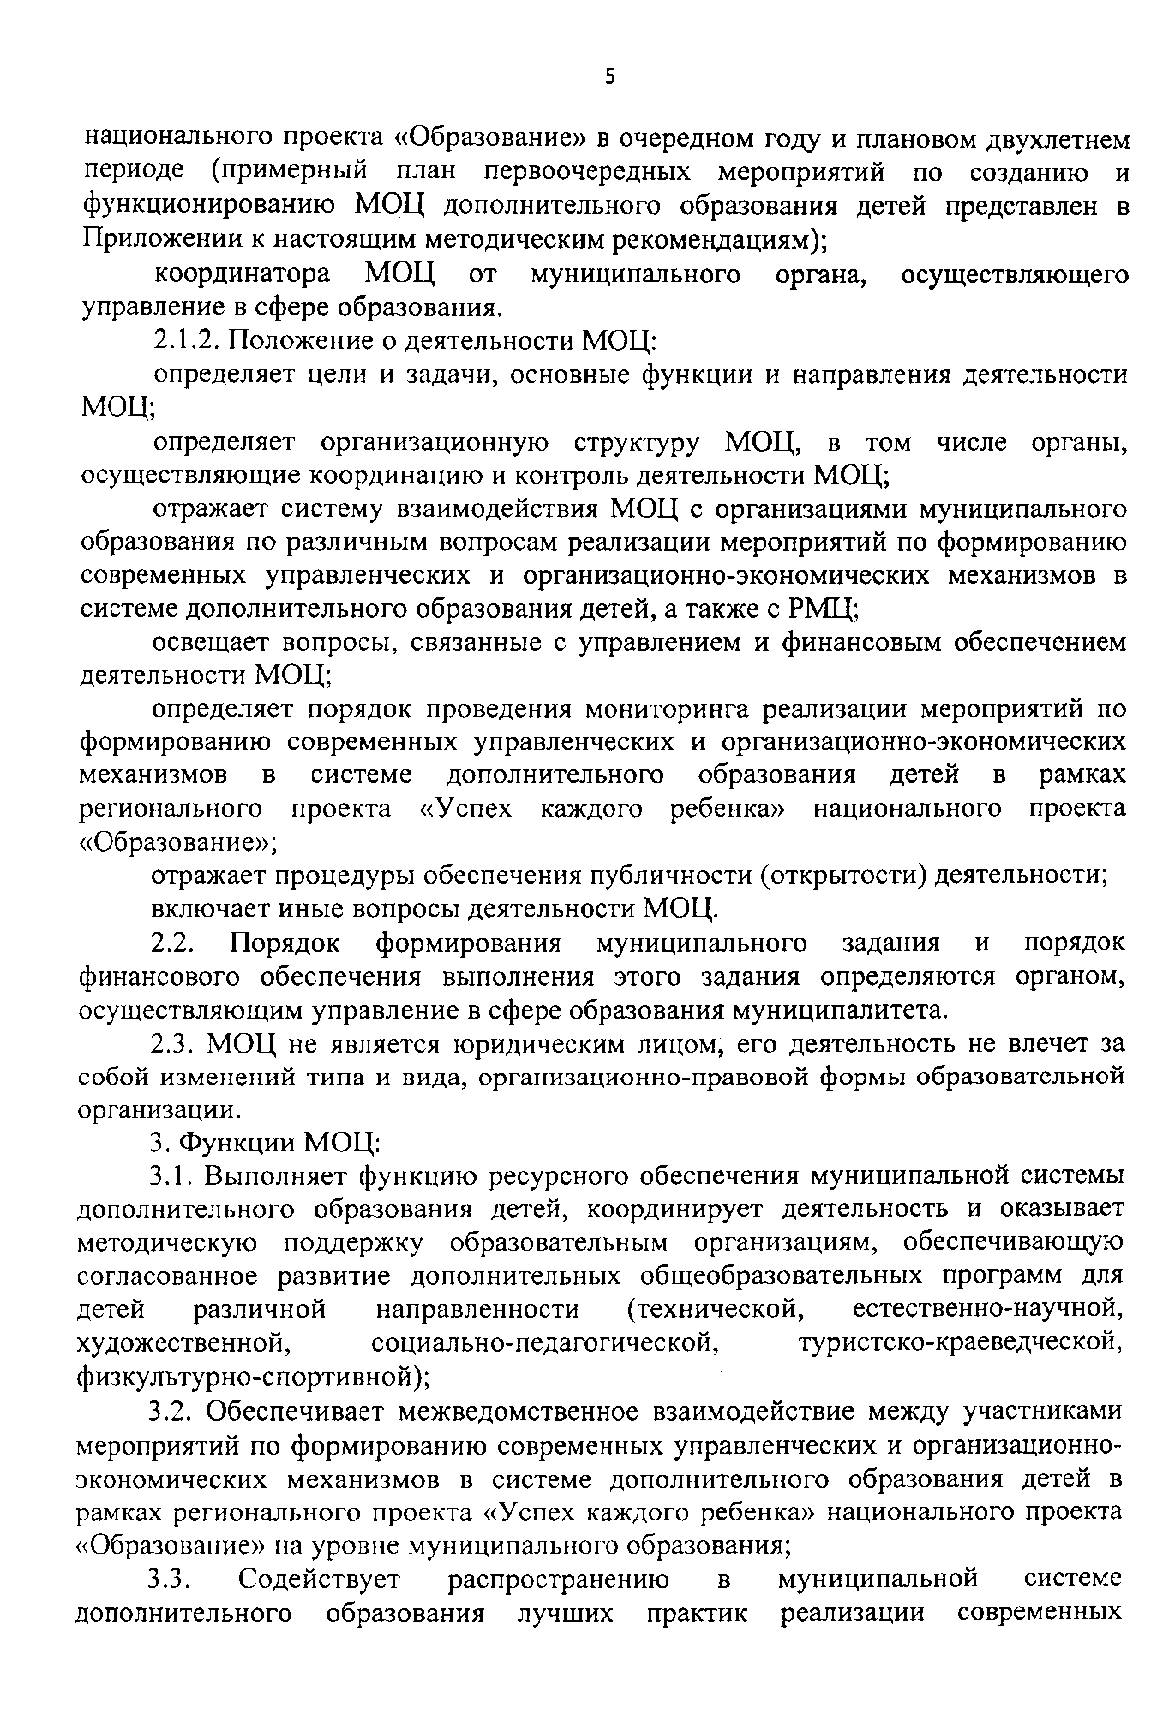 5
национального проекта «Образование» в очередном году и плановом двухлетнем
периоде (примерный план первоочередных мероприятий по созданию и
функционированию МОЦ дополнительного образования детей представлен в
Приложении к настоящим методическим рекомендациям);
координатора МОЦ от муниципального органа, осуществляющего
управление в сфере образования.
2.1.2. Положение о деятельности МОЦ:
определяет цели и задачи, основные функции и направления деятельности
МОЦ;
определяет организационную структуру МОЦ, в том числе органы,
осуществляющие координацию и контроль деятельности МОЦ;
отражает систему взаимодействия МОЦ с организациями муниципального
образования по различным вопросам реализации мероприятий по формированию
современных управленческих и организационно-экономических механизмов в
системе дополнительного образования детей, а также с РМЦ;
освещает вопросы, связанные с управлением и финансовым обеспечением
деятельности МОЦ;
определяет порядок проведения мониторинга реализации мероприятий по
формированию современных управленческих и организационно-экономических
механизмов в системе дополнительного образования детей в рамках
регионального проекта «Успех каждого ребенка» национального проекта
«Образование»;
отражает процедуры обеспечения публичности (открытости) деятельности;
включает иные вопросы деятельности МОЦ.
2.2. Порядок формирования муниципального задания и порядок
финансового обеспечения выполнения этого задания определяются органом,
осуществляющим управление в сфере образования муниципалитета.
2.3. МОЦ не является юридическим лицом, его деятельность не влечет за
собой изменений типа и вида, организационно-правовой формы образовательной
организации.
3. Функции МОЦ:
3.1. Выполняет функцию ресурсного обеспечения муниципальной системы
дополнительного образования детей, координирует деятельность и оказывает
методическую поддержку образовательным организациям, обеспечивающую
согласованное развитие дополнительных общеобразовательных программ для
детей различной направленности (технической, естественно-научной,
художественной, социально-педагогической, туристско-краеведческой,
физкультурно-спортивной);
3.2. Обеспечивает межведомственное взаимодействие между участниками
мероприятий по формированию современных управленческих и организационно-
экономических механизмов в системе дополнительного образования детей в
рамках регионального проекта «Успех каждого ребенка» национального проекта
«Образование» на уровне муниципального образования;
3.3. Содействует распространению в муниципальной системе
дополнительного образования лучших практик реализации современных